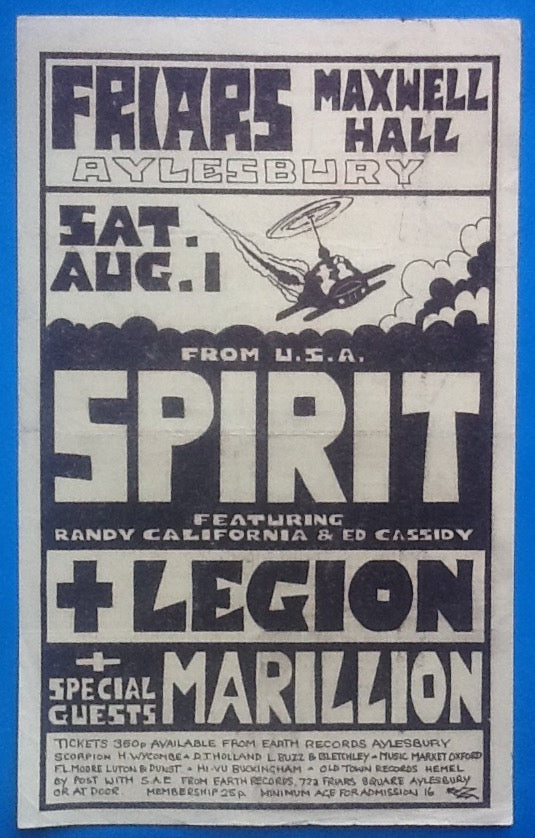 FRIARS MAXWELL
HALL
AYLESBURY
SAT.
AUG. 1
FROM U.S.A.
SPIRIT
FEATURING
RANDY CALIFORNIA & ED CASSIDY
+ LEGION
+
SPECIAL
GUESTS MARILLION
TICKETS 350p AVAILABLE FROM EARTH RECORDS AYLESBURY
SCORPION H.WYCOMBE • D.T.HOLLAND L.BUZZ & BLETCHLEY • MUSIC MARKET OXFORD
F.L.MOORE LUTON & DUNST • HI-VU BUCKINGHAM • OLD TOWN RECORDS HEMEL
BY POST WITH S.A.E. FROM EARTH RECORDS, 772 FRIARS SQUARE AYLESBURY
OR AT DOOR. MEMBERSHIP 25p. MINIMUM AGE FOR ADMISSION 16